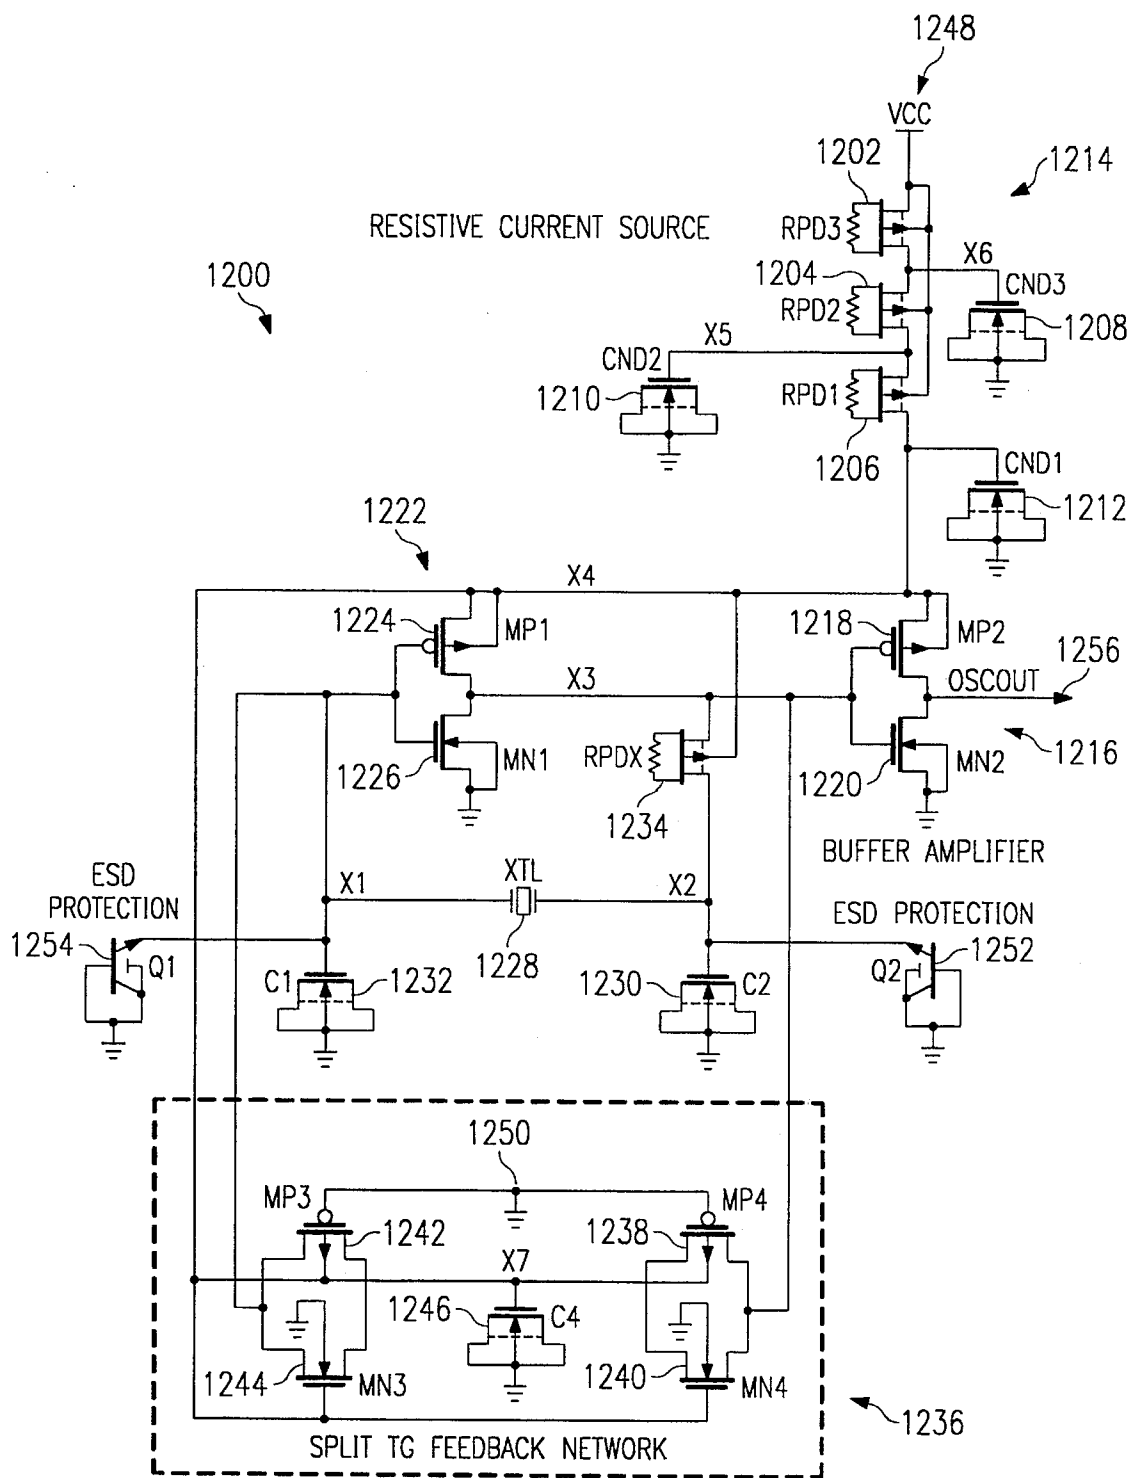 1248
VCC
1202
1214
RESISTIVE CURRENT SOURCE
RPD3
X6
1200
1204
CND3
RPD2
1208
X5
CND2
1210
RPD1
1206
CND1
1212
1222
X4
1224
MP1
1218
MP2
1256
X3
OSCOUT
RPDX
1226
MN1
1234
1220
MN2
1216
BUFFER AMPLIFIER
ESD
PROTECTION
X1
XTL
X2
ESD PROTECTION
1254
Q1
1228
1252
Q2
C1
1232
1230
C2
1250
MP3
MP4
1242
1238
X7
1246
C4
1244
MN3
1240
MN4
1236
SPLIT TG FEEDBACK NETWORK